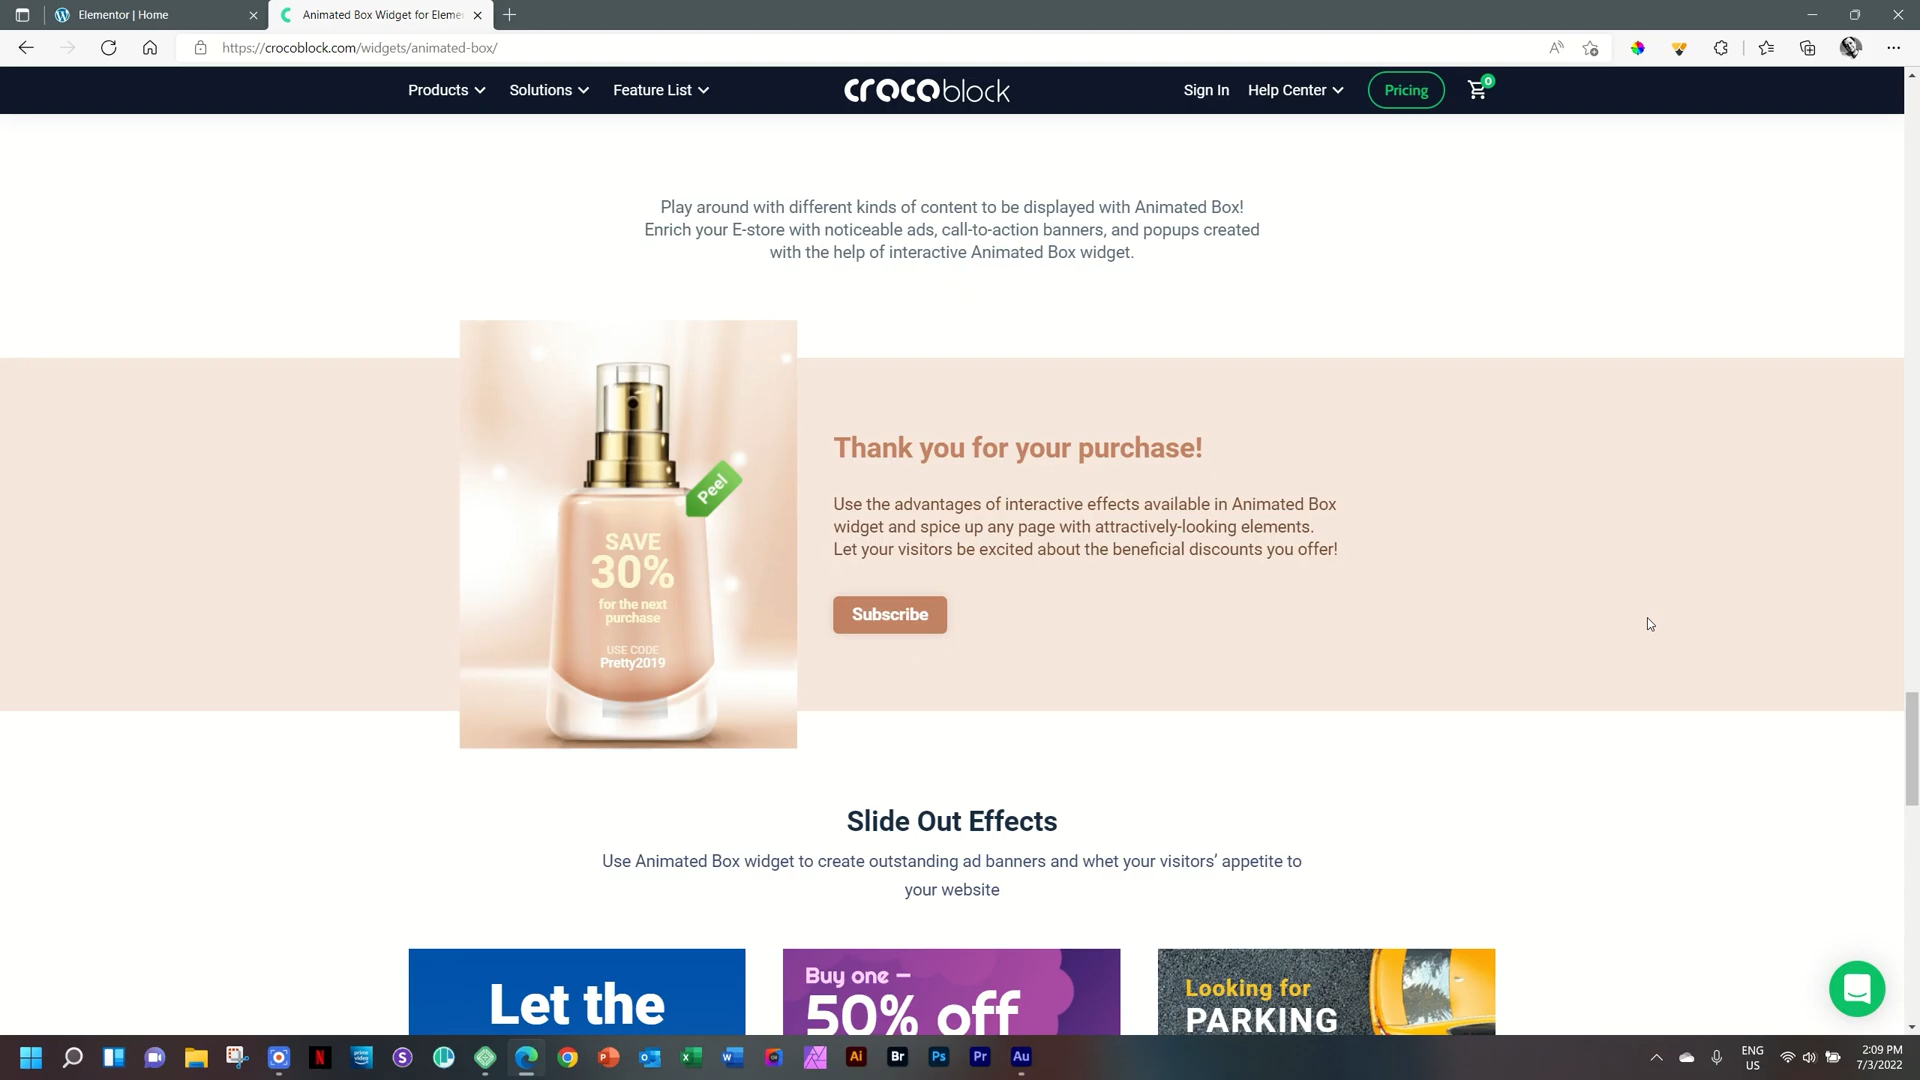 Elementor | Home
Animated Box Widget for Eleme
https://crocoblock.com/widgets/animated-box/
Products
Solutions
Feature List
crocoblock
Sign In
Help Center
Pricing
0
Play around with different kinds of content to be displayed with Animated Box!
Enrich your E-store with noticeable ads, call-to-action banners, and popups created
with the help of interactive Animated Box widget.
Peel
SAVE
30%
for the next
purchase
USE CODE
Pretty2019
Thank you for your purchase!
Use the advantages of interactive effects available in Animated Box
widget and spice up any page with attractively-looking elements.
Let your visitors be excited about the beneficial discounts you offer!
Subscribe
Slide Out Effects
Use Animated Box widget to create outstanding ad banners and whet your visitors’ appetite to
your website
Let the
Buy one –
50% off
Looking for
PARKING
ENG
US
2:09 PM
7/3/2022